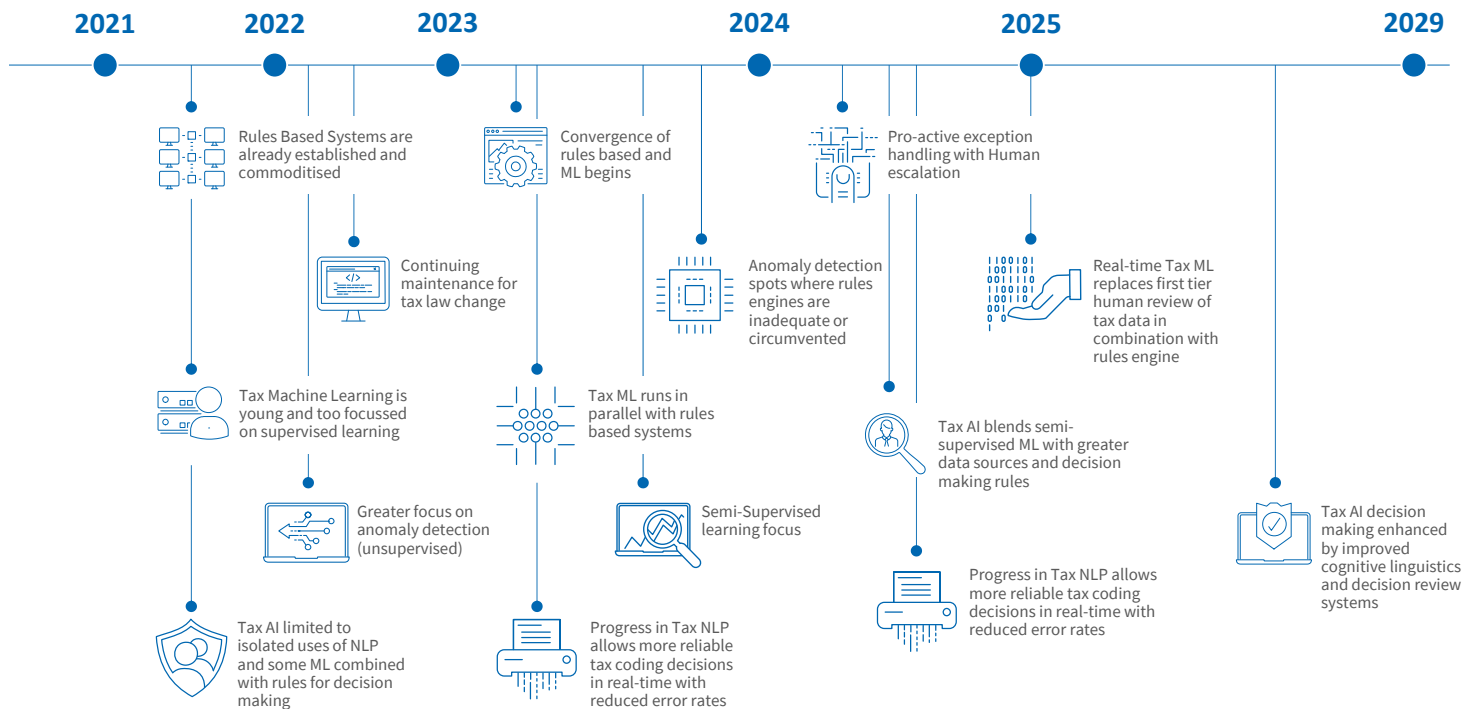 2021
2022
2023
2024
2025
2029
Rules Based Systems are
already established and
commoditised
Convergence of
rules based and
ML begins
Pro-active exception
handling with Human
escalation
Continuing
maintenance for
tax law change
</>
Anomaly detection
spots where rules
engines are
inadequate or
circumvented
Real-time Tax ML
replaces first tier
human review of
tax data in
combination with
rules engine
Tax Machine Learning is
young and too focussed
on supervised learning
Tax ML runs in
parallel with rules
based systems
Tax AI blends semi-
supervised ML with greater
data sources and decision
making rules
Greater focus on
anomaly detection
(unsupervised)
Semi-Supervised
learning focus
Tax AI decision
making enhanced
by improved
cognitive linguistics
and decision review
systems
Progress in Tax NLP allows
more reliable tax coding
decisions in real-time with
reduced error rates
Tax AI limited to
isolated uses of NLP
and some ML combined
with rules for decision
making
Progress in Tax NLP
allows more reliable
tax coding decisions
in real-time with
reduced error rates